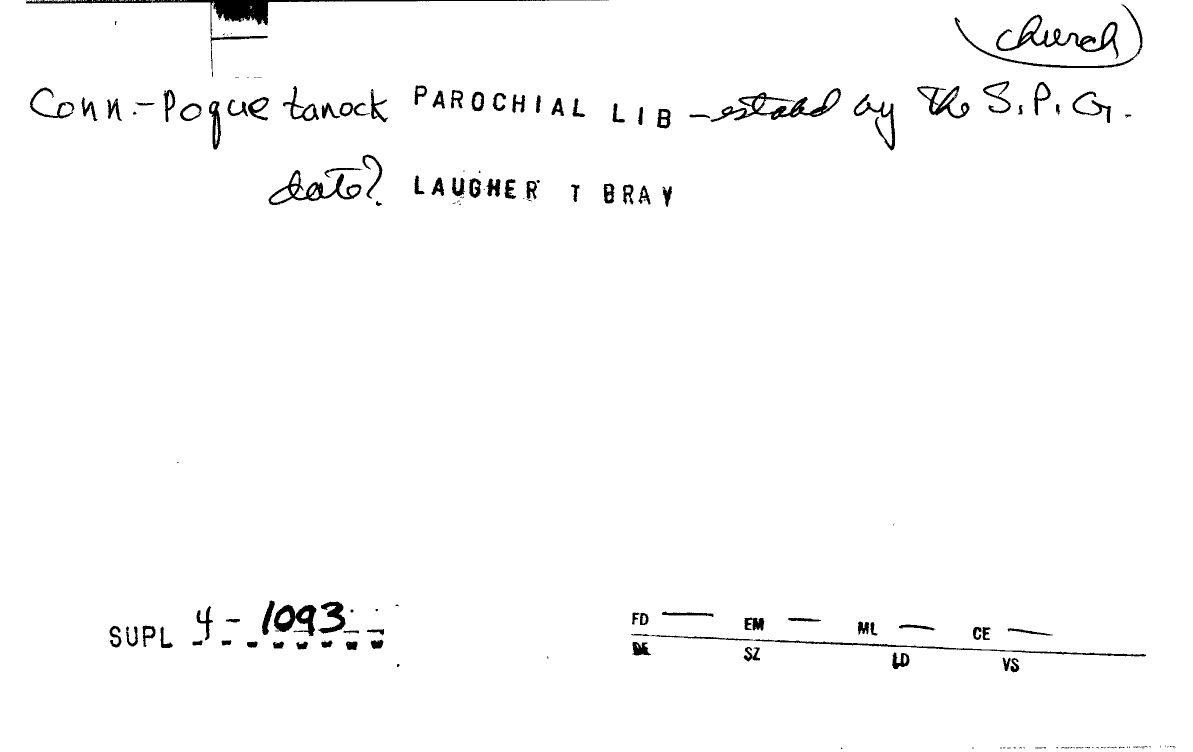 church
Conn.-Poquetanock PAROCHIAL LIB - estabd by the S.P.G.
date? LAUGHER T BRAY
SUPL 4-1093
FD — EM — ML — CE —
DE SZ LD VS